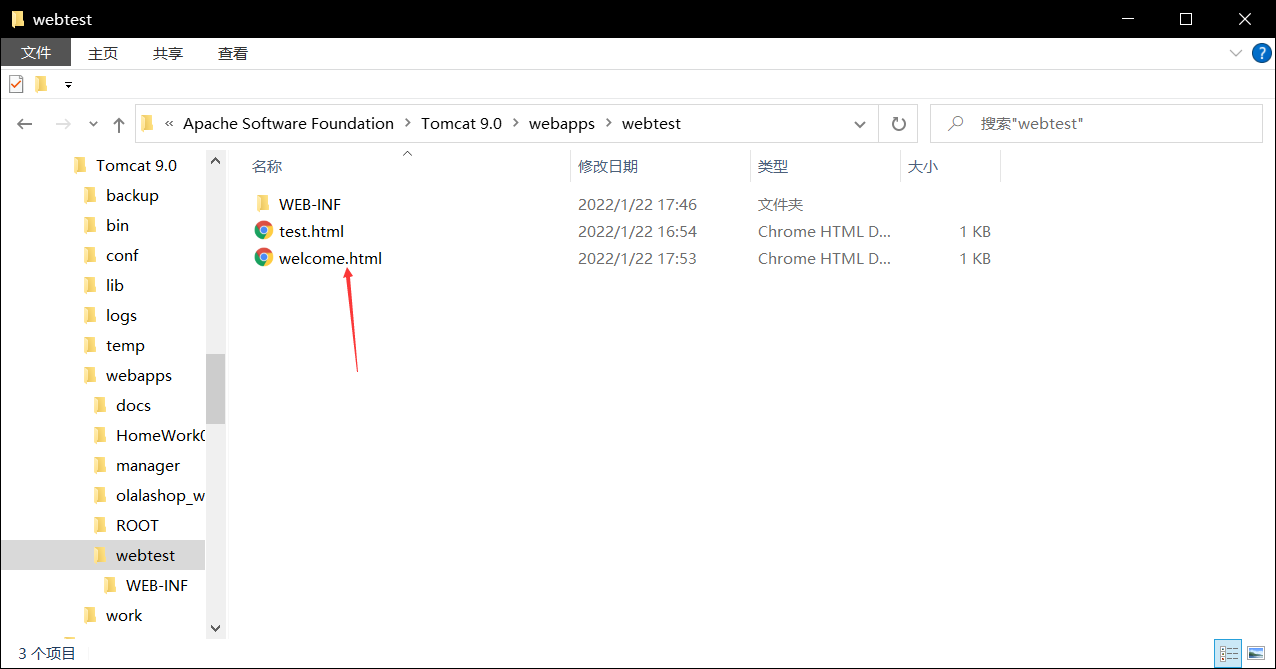 webtest
文件 主页 共享 查看
« Apache Software Foundation > Tomcat 9.0 > webapps > webtest 搜索"webtest"
Tomcat 9.0
backup
bin
conf
lib
logs
temp
webapps
docs
HomeWork0
manager
olalashop_w
ROOT
webtest
WEB-INF
work
名称 修改日期 类型 大小
WEB-INF 2022/1/22 17:46 文件夹
test.html 2022/1/22 16:54 Chrome HTML D... 1 KB
welcome.html 2022/1/22 17:53 Chrome HTML D... 1 KB
3 个项目